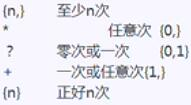 {n,} 至少n次
* 任意次 {0,}
? 零次或一次 {0,1}
+ 一次或任意次{1,}
{n} 正好n次